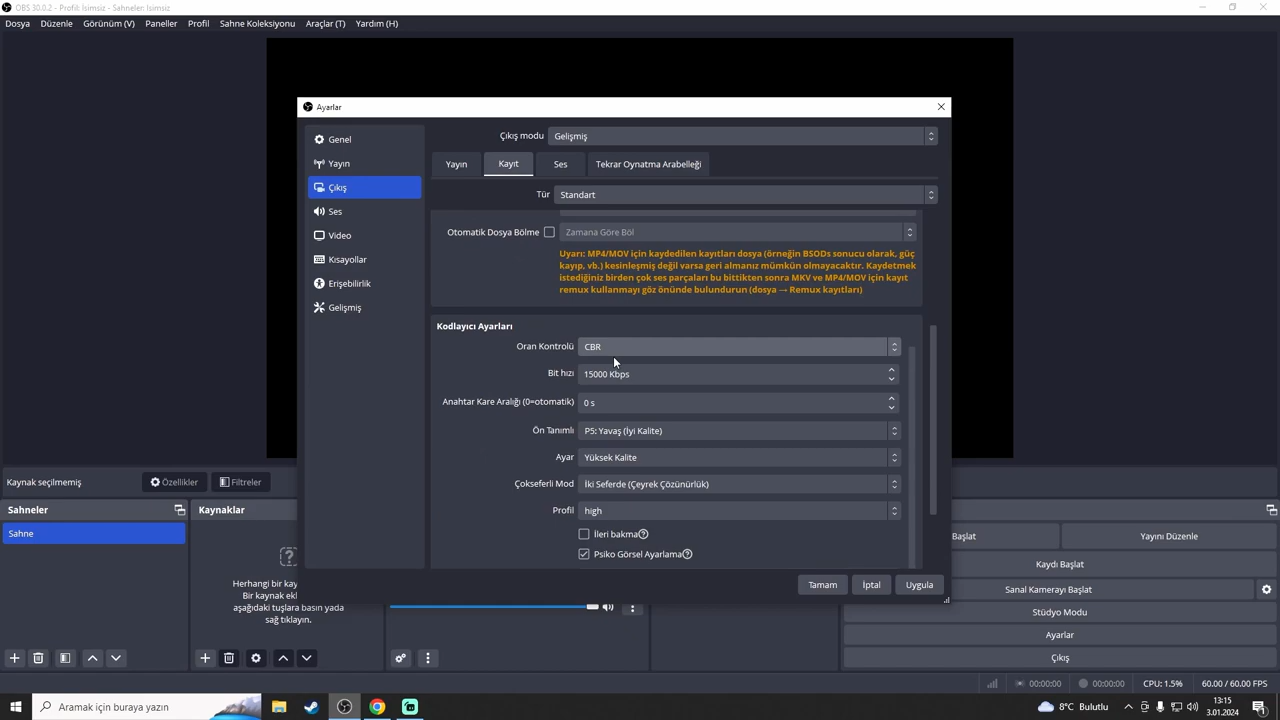 OBS 30.0.2 - Profil: İsimsiz - Sahneler: İsimsiz
Dosya Düzenle Görünüm (V) Paneller Profil Sahne Koleksiyonu Araçlar (T) Yardım (H)
Ayarlar
Genel
Yayın
Çıkış
Ses
Video
Kısayollar
Erişebilirlik
Gelişmiş
Çıkış modu Gelişmiş
Yayın Kayıt Ses Tekrar Oynatma Arabelleği
Tür Standart
Otomatik Dosya Bölme Zamana Göre Böl
Uyarı: MP4/MOV için kaydedilen kayıtları dosya (örneğin BSODs sonucu olarak, güç
kayıp, vb.) kesinleşmiş değil varsa geri almanız mümkün olmayacaktır. Kaydetmek
istediğiniz birden çok ses parçaları bu bittikten sonra MKV ve MP4/MOV için kayıt
remux kullanmayı göz önünde bulundurun (dosya → Remux kayıtları)
Kodlayıcı Ayarları
Oran Kontrolü CBR
Bit hızı 15000 Kbps
Anahtar Kare Aralığı (0=otomatik) 0 s
Ön Tanımlı P5: Yavaş (İyi Kalite)
Ayar Yüksek Kalite
Çokseferli Mod İki Seferde (Çeyrek Çözünürlük)
Profil high
İleri bakma
Psiko Görsel Ayarlama
Tamam İptal Uygula
Kaynak seçilmemiş Özellikler Filtreler
Sahneler
Sahne
Kaynaklar
Herhangi bir kay
Bir kaynak ekl
aşağıdaki tuşlara basın yada
sağ tıklayın.
Başlat Yayını Düzenle
Kaydı Başlat
Sanal Kamerayı Başlat
Stüdyo Modu
Ayarlar
Çıkış
00:00:00 00:00:00 CPU: 1.5% 60.00 / 60.00 FPS
Aramak için buraya yazın
8°C Bulutlu
13:15
3.01.2024
1